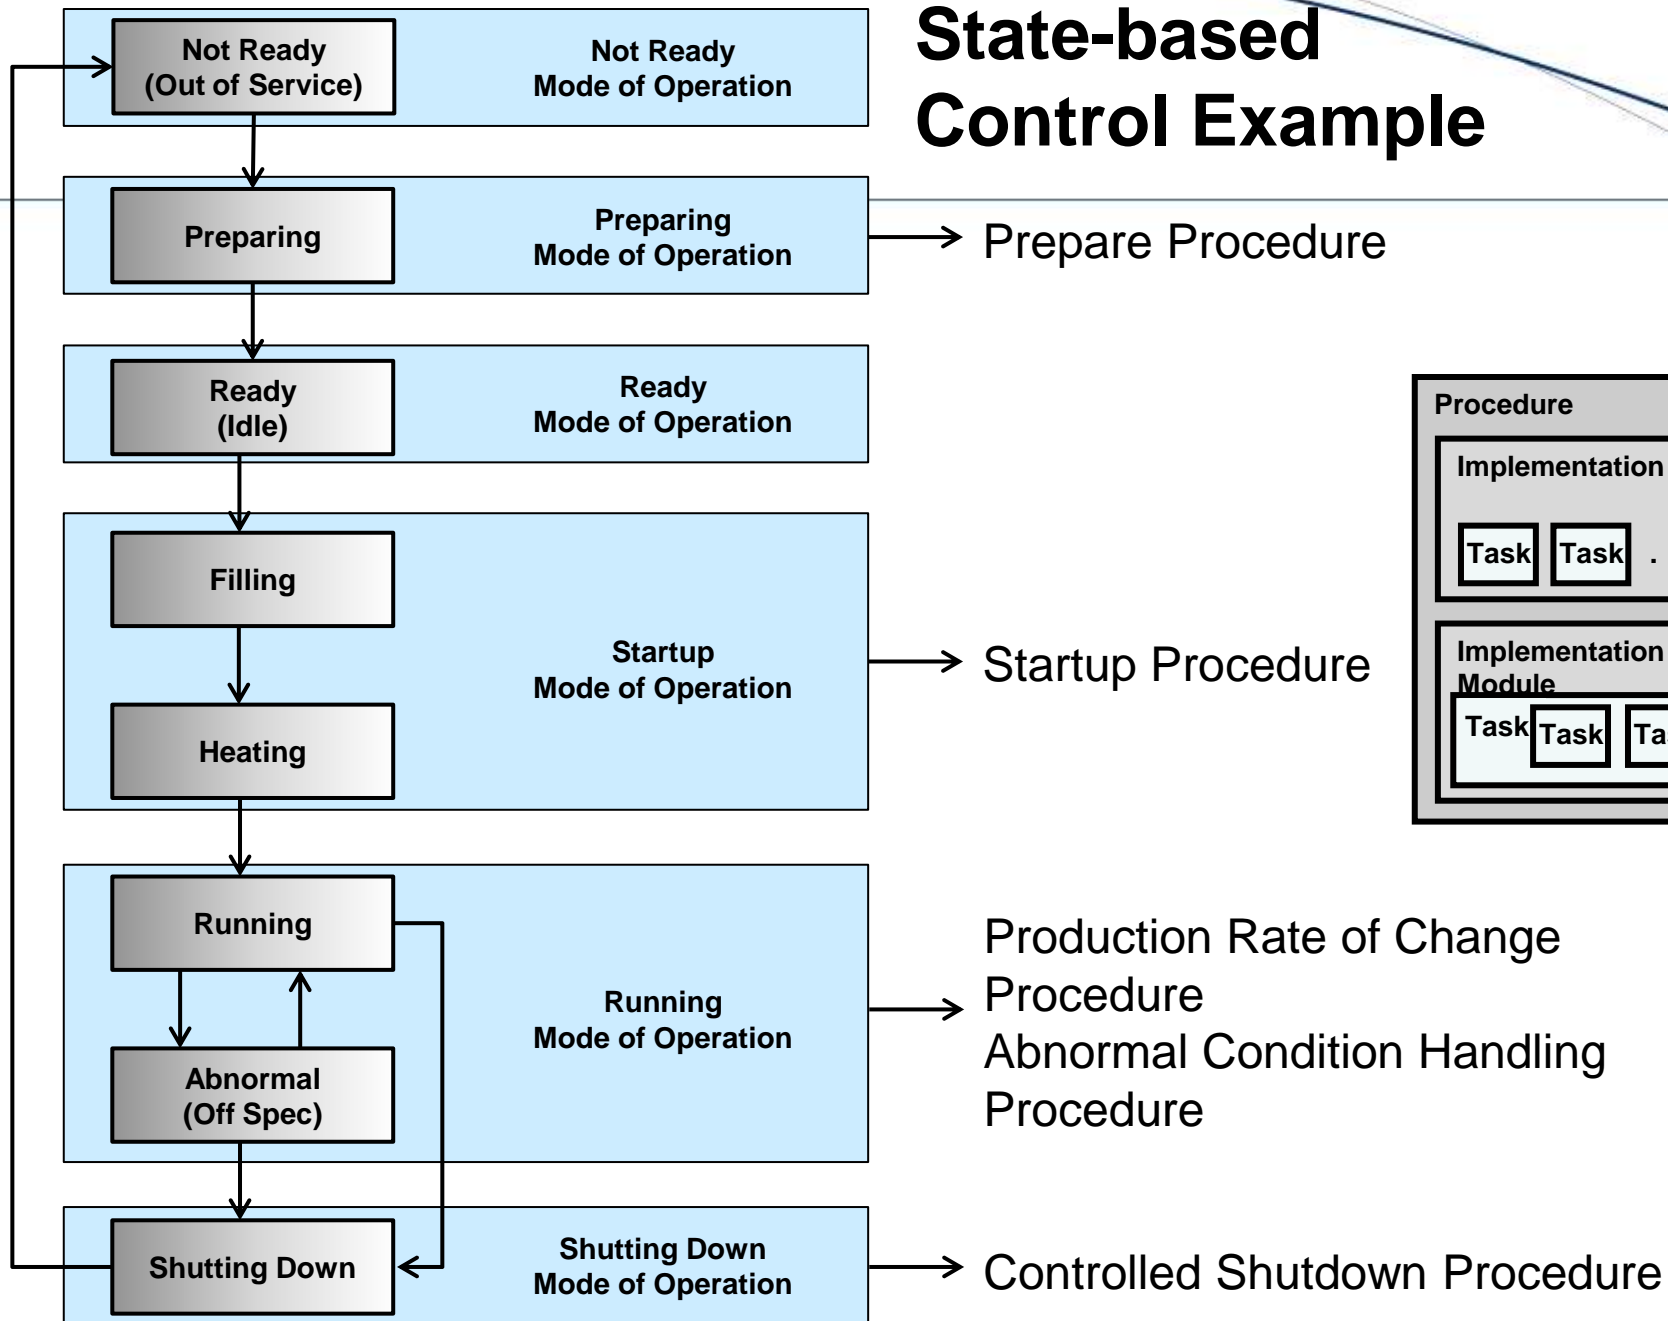 State-based
Control Example
Not Ready
(Out of Service)
Not Ready
Mode of Operation
Preparing
Preparing
Mode of Operation
Prepare Procedure
Ready
(Idle)
Ready
Mode of Operation
Filling
Heating
Startup
Mode of Operation
Startup Procedure
Procedure
Implementation
Task Task .
Implementation
Module
Task Task
Running
Abnormal
(Off Spec)
Running
Mode of Operation
Production Rate of Change
Procedure
Abnormal Condition Handling
Procedure
Shutting Down
Shutting Down
Mode of Operation
Controlled Shutdown Procedure